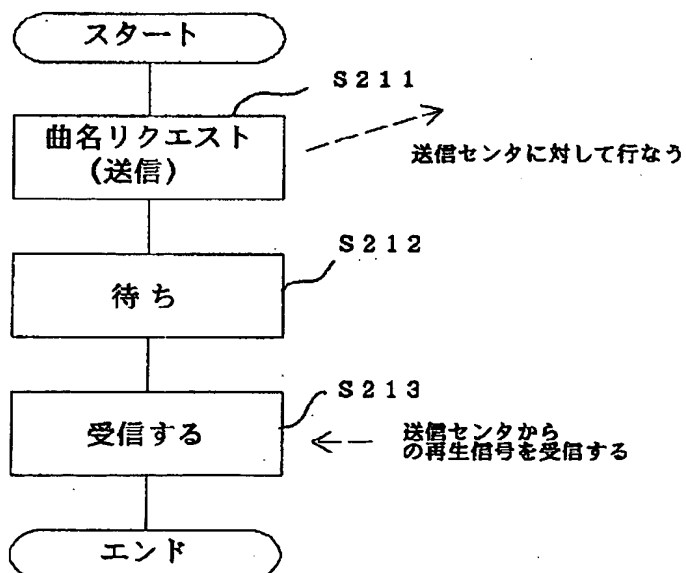 スタート
S211
曲名リクエスト
(送信)
送信センタに対して行なう
S212
待ち
S213
受信する
送信センタから
の再生信号を受信する
エンド